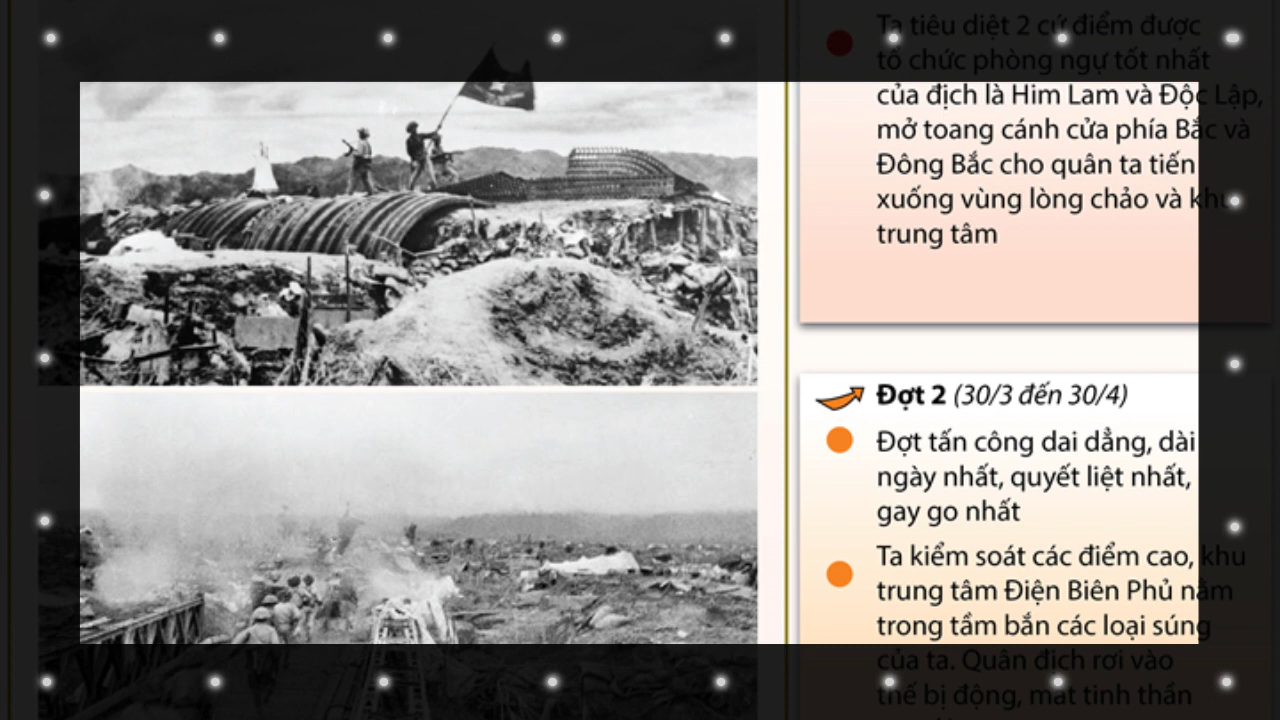 Ta tiêu diệt 2 cứ điểm được
tổ chức phòng ngự tốt nhất
của địch là Him Lam và Độc Lập,
mở toang cánh cửa phía Bắc và
Đông Bắc cho quân ta tiến
xuống vùng lòng chảo và khu
trung tâm
Đợt 2 (30/3 đến 30/4)
Đợt tấn công dai dẳng, dài
ngày nhất, quyết liệt nhất,
gay go nhất
Ta kiểm soát các điểm cao, khu
trung tâm Điện Biên Phủ nằm
trong tầm bắn các loại súng
của ta. Quân địch rơi vào
thế bị động, mất tinh thần